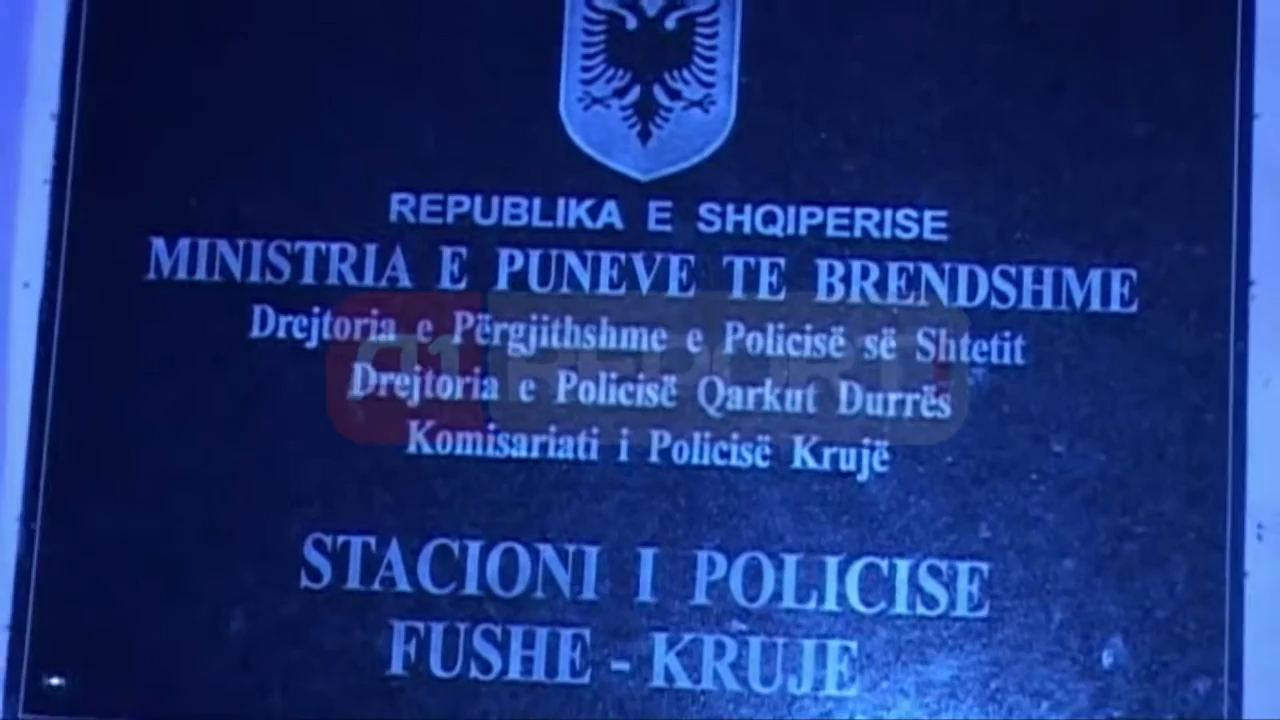 REPUBLIKA E SHQIPERISE
MINISTRIA E PUNEVE TE BRENDSHME
Drejtoria e Përgjithshme e Policisë së Shtetit
Drejtoria e Policisë Qarkut Durrës
Komisariati i Policisë Krujë
STACIONI I POLICISE
FUSHE - KRUJE